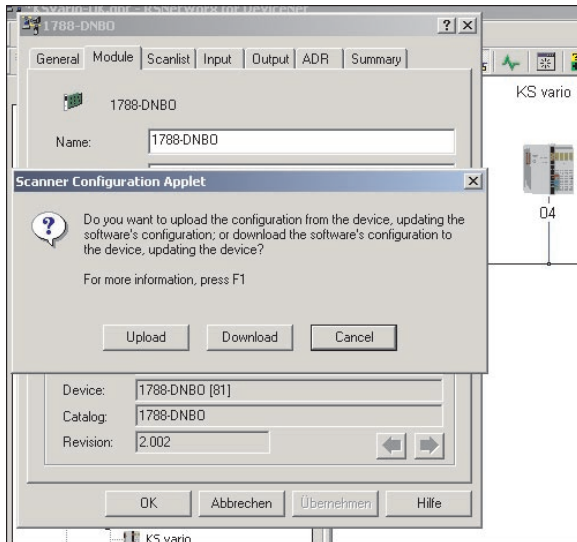 1788-DNBO
General Module Scanlist Input Output ADR Summary
KS vario
1788-DNBO
Name: 1788-DNBO
Scanner Configuration Applet
Do you want to upload the configuration from the device, updating the
software's configuration; or download the software's configuration to
the device, updating the device?
04
For more information, press F1
Upload Download Cancel
Device: 1788-DNBO [81]
Catalog: 1788-DNBO
Revision: 2.002
OK Abbrechen Übernehmen Hilfe
KS vario